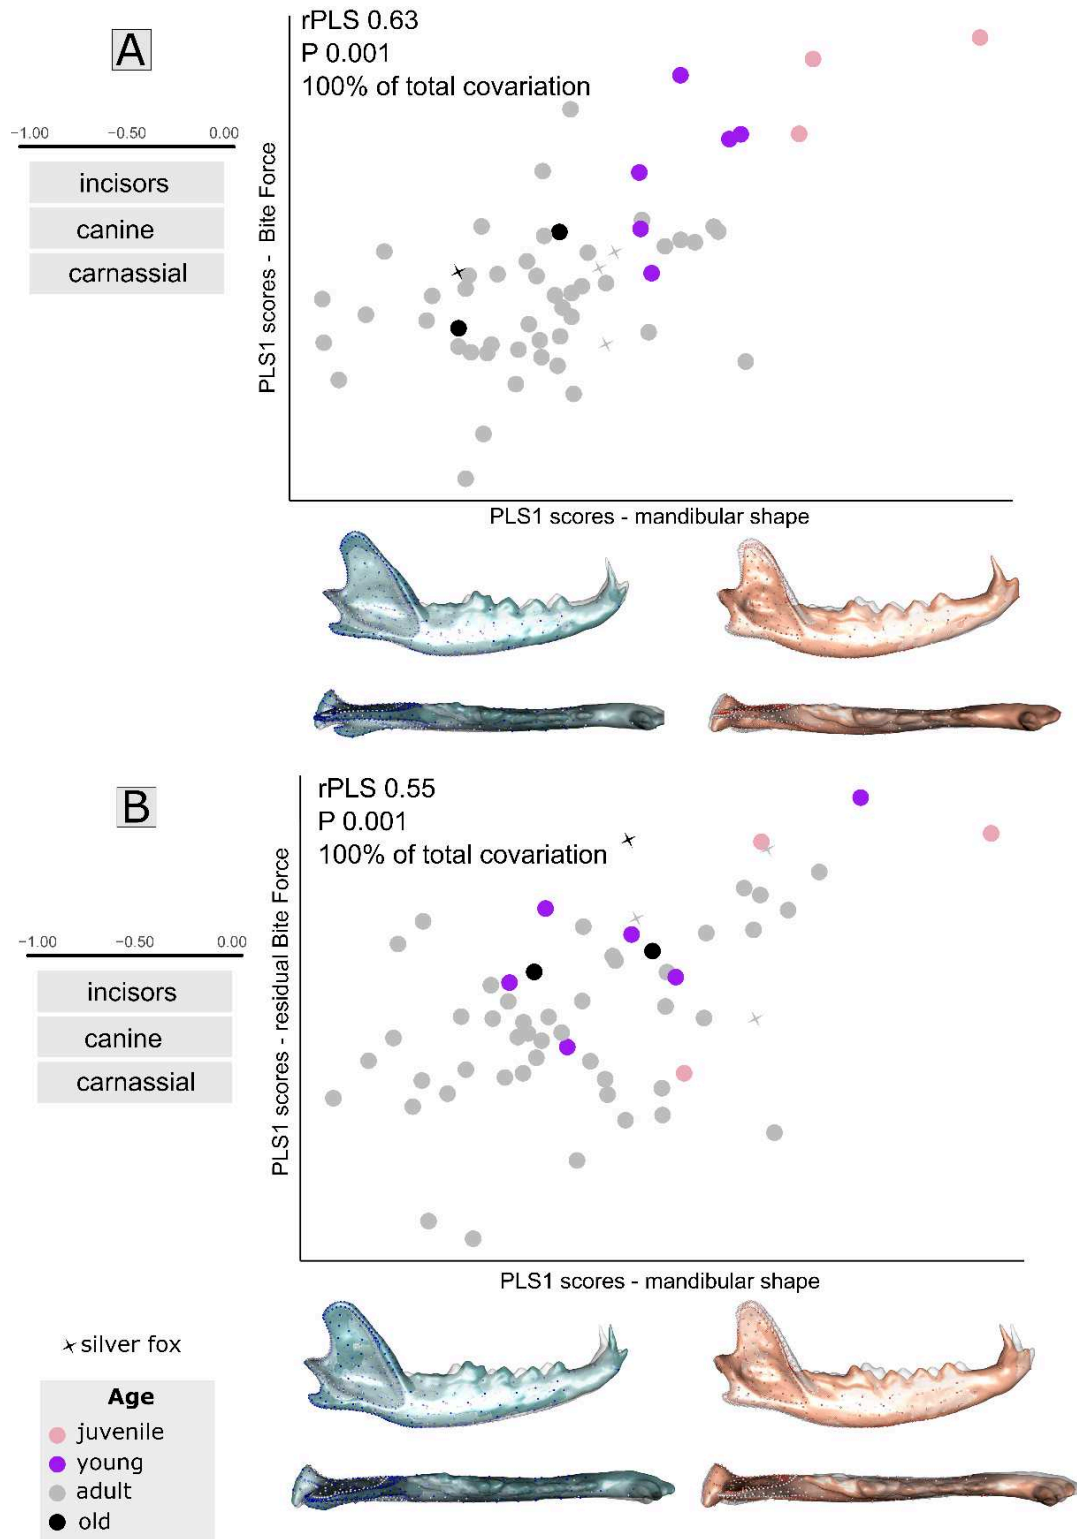 A
rPLS 0.63
P 0.001
100% of total covariation
−1.00 −0.50 0.00
incisors
canine
carnassial
PLS1 scores - Bite Force
PLS1 scores - mandibular shape
B
rPLS 0.55
P 0.001
100% of total covariation
−1.00 −0.50 0.00
incisors
canine
carnassial
PLS1 scores - residual Bite Force
PLS1 scores - mandibular shape
silver fox
Age
juvenile
young
adult
old